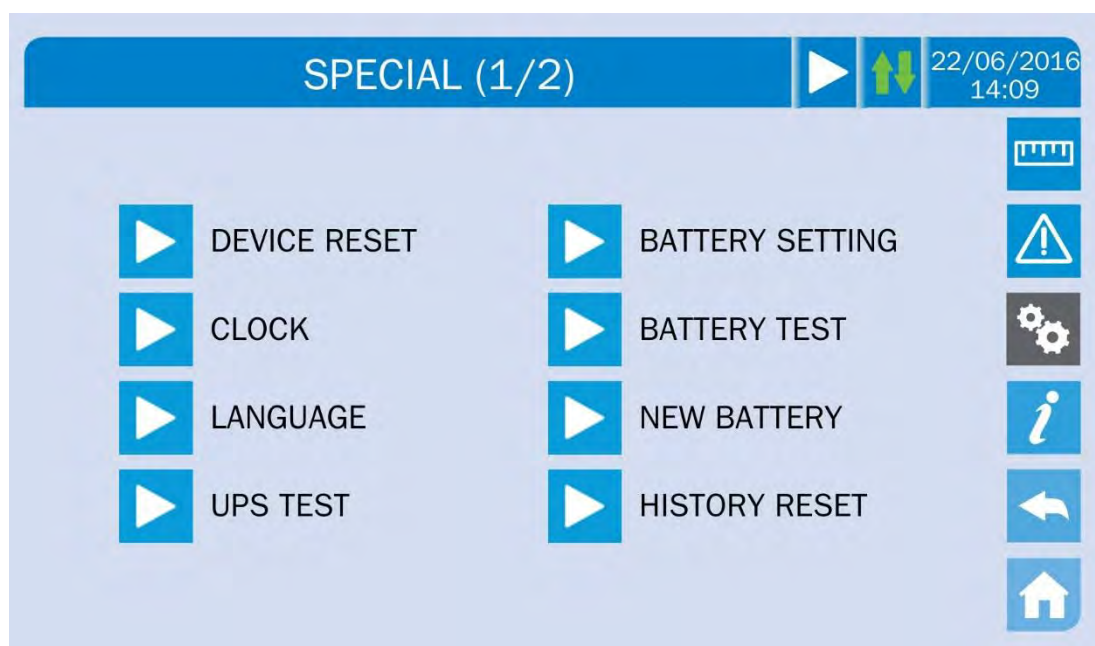 SPECIAL (1/2)
22/06/2016
14:09
DEVICE RESET
BATTERY SETTING
CLOCK
BATTERY TEST
LANGUAGE
NEW BATTERY
UPS TEST
HISTORY RESET